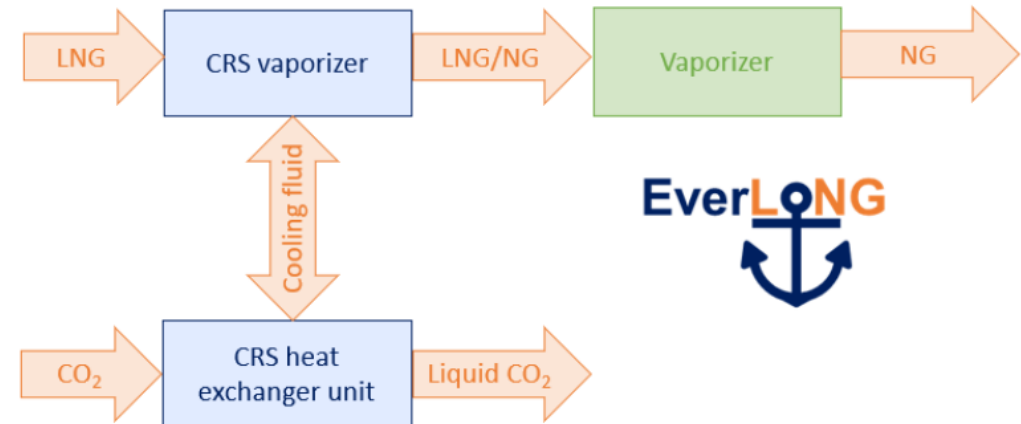 LNG
CRS vaporizer
LNG/NG
Vaporizer
NG
Cooling fluid
EverLoNG
CO₂
CRS heat
exchanger unit
Liquid CO₂